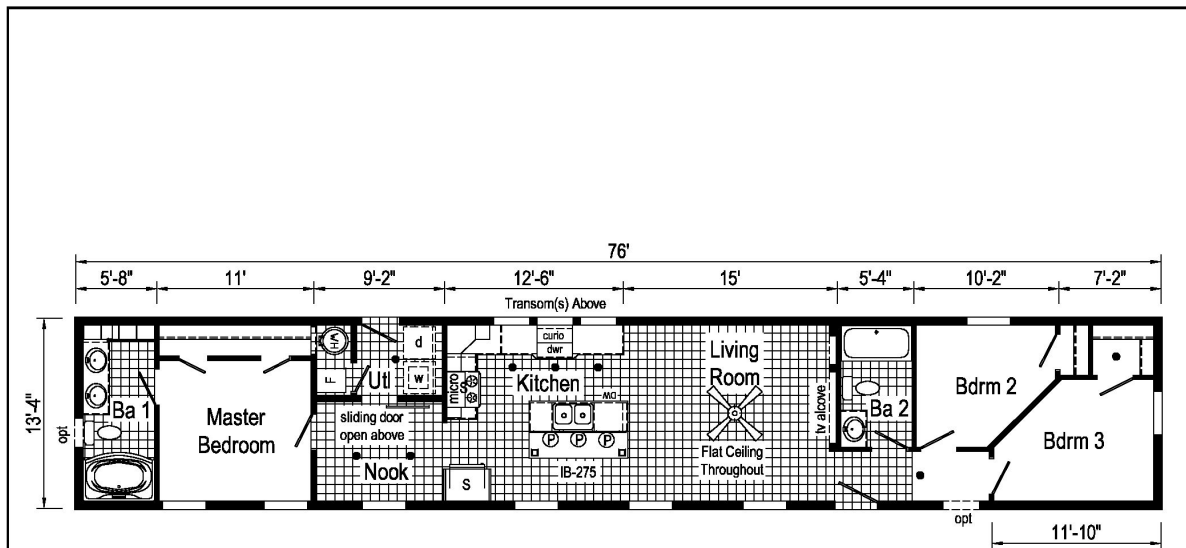 76'
5'-8" 11' 9'-2" 12'-6" 15' 5'-4" 10'-2" 7'-2"
Transom(s) Above
13'-4"
opt
Ba 1
Master
Bedroom
WH
F
Utl
d
w
sliding door
open above
Nook
micro
S
curio
dwr
Kitchen
DW
P P P
IB-275
S
Living
Room
Flat Ceiling
Throughout
tv alcove
Ba 2
Bdrm 2
Bdrm 3
opt
11'-10"